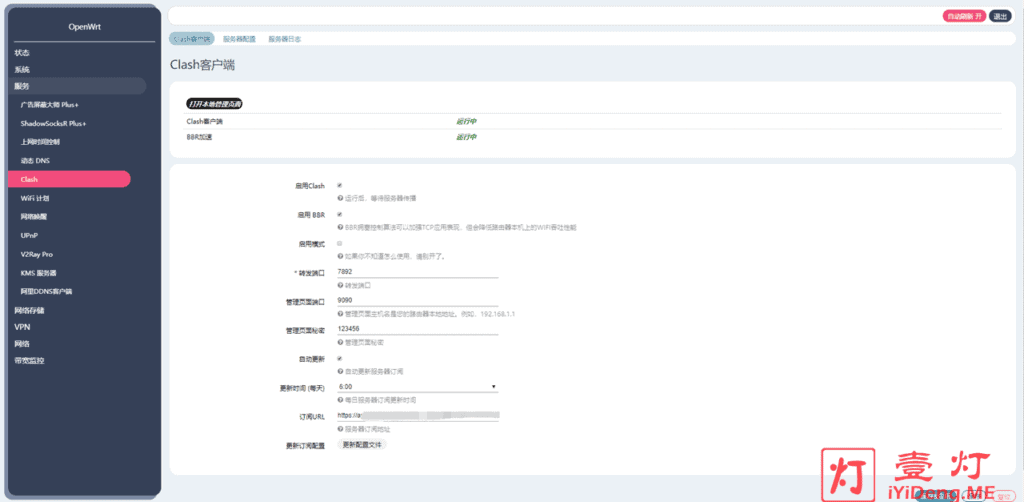 OpenWrt
状态
系统
服务
广告屏蔽大师 Plus+
ShadowSocksR Plus+
上网时间控制
动态 DNS
Clash
WiFi 计划
网络唤醒
UPnP
V2Ray Pro
KMS 服务器
阿里DDNS客户端
网络存储
VPN
网络
带宽监控
自动刷新 开 退出
Clash客户端 服务器配置 服务器日志
Clash客户端
打开本地管理页面
Clash客户端 运行中
BBR加速 运行中
启用Clash
运行后，等待服务器传播
启用 BBR
BBR拥塞控制算法可以加强TCP应用表现，但会降低路由器本机上的WiFi吞吐性能
启用模式
如果你不知道怎么使用，请别开了。
* 转发端口 7892
转发端口
管理页面端口 9080
管理页面主机名是您的路由器本地地址。例如，192.168.1.1
管理页面秘密 123456
管理页面秘密
自动更新
自动更新服务器订阅
更新时间 (每天) 6:00
每日服务器订阅更新时间
订阅URL https://
服务器订阅地址
更新订阅配置 更新配置文件
灯 壹灯
iYiDeng.ME